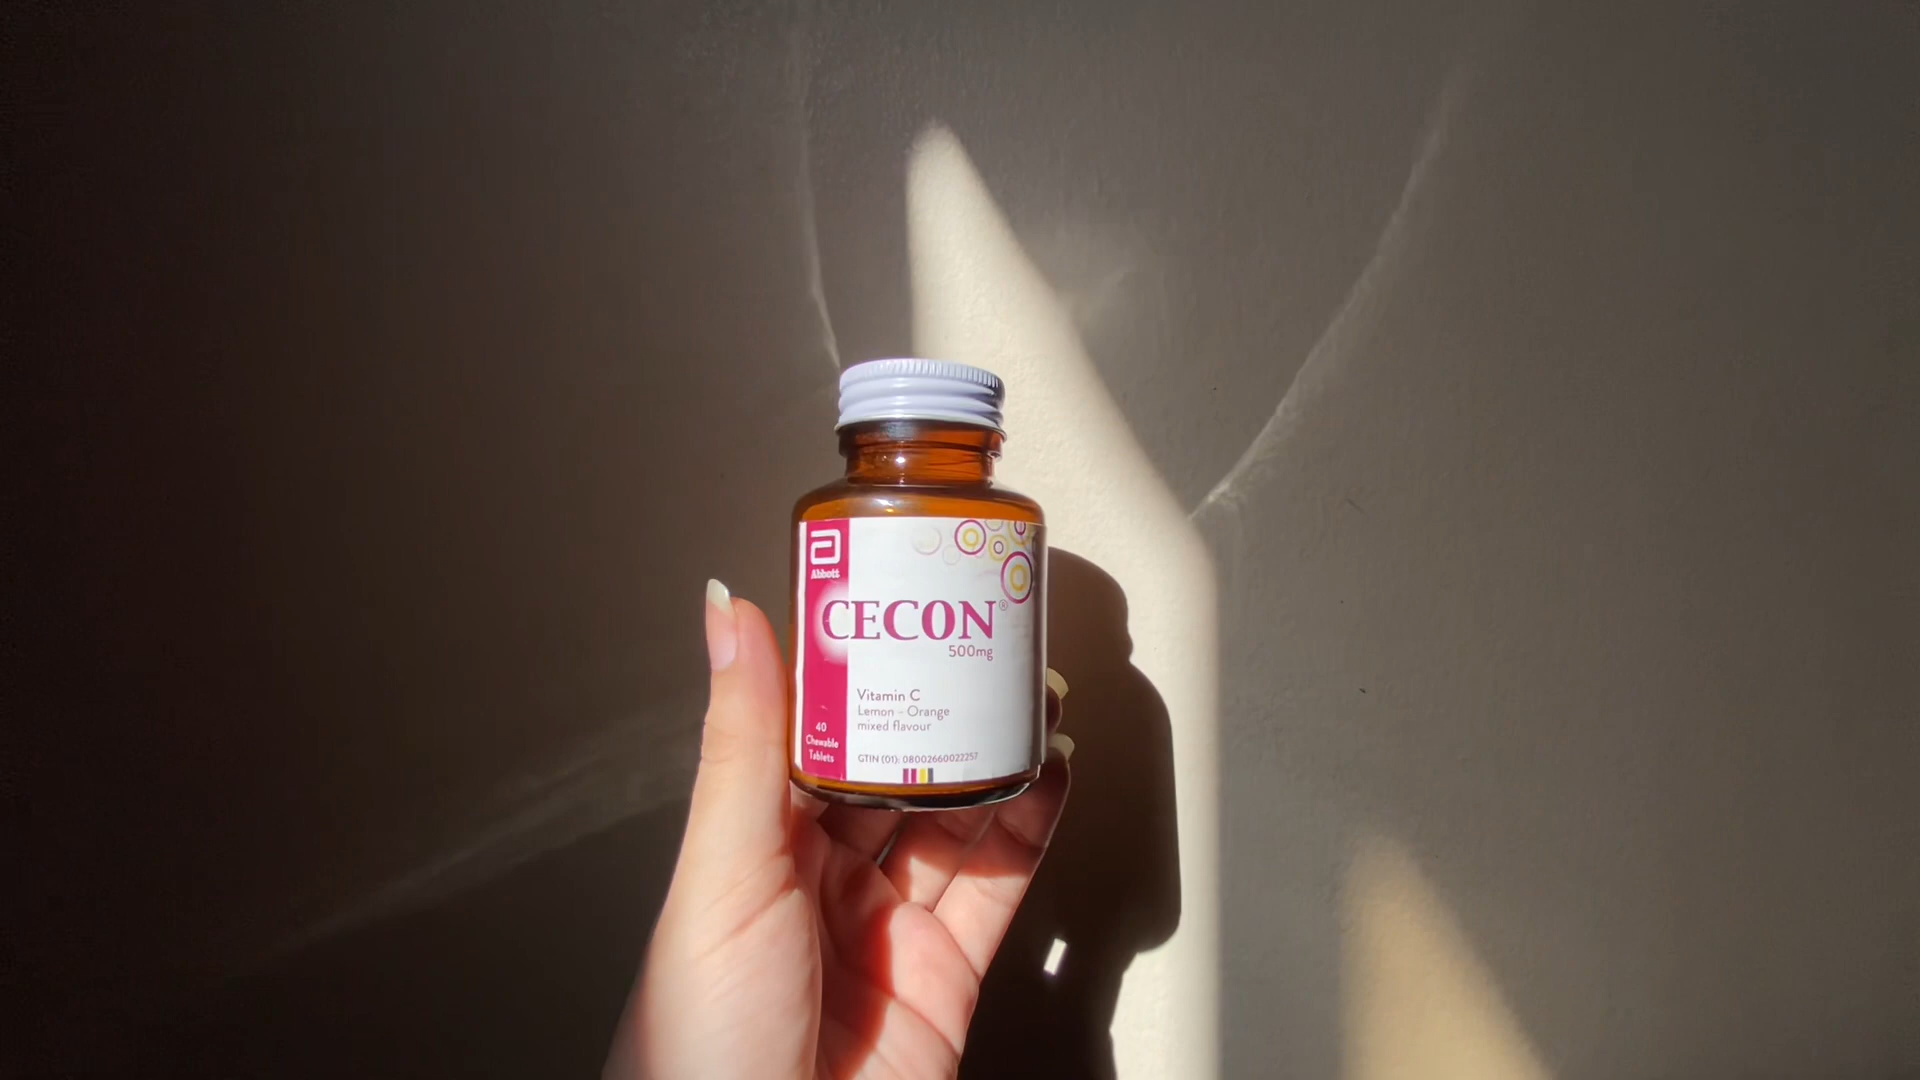 Abbott
CECON®
500mg
Vitamin C
Lemon - Orange
mixed flavour
40
Chewable
Tablets
GTIN (01): 08002660022257